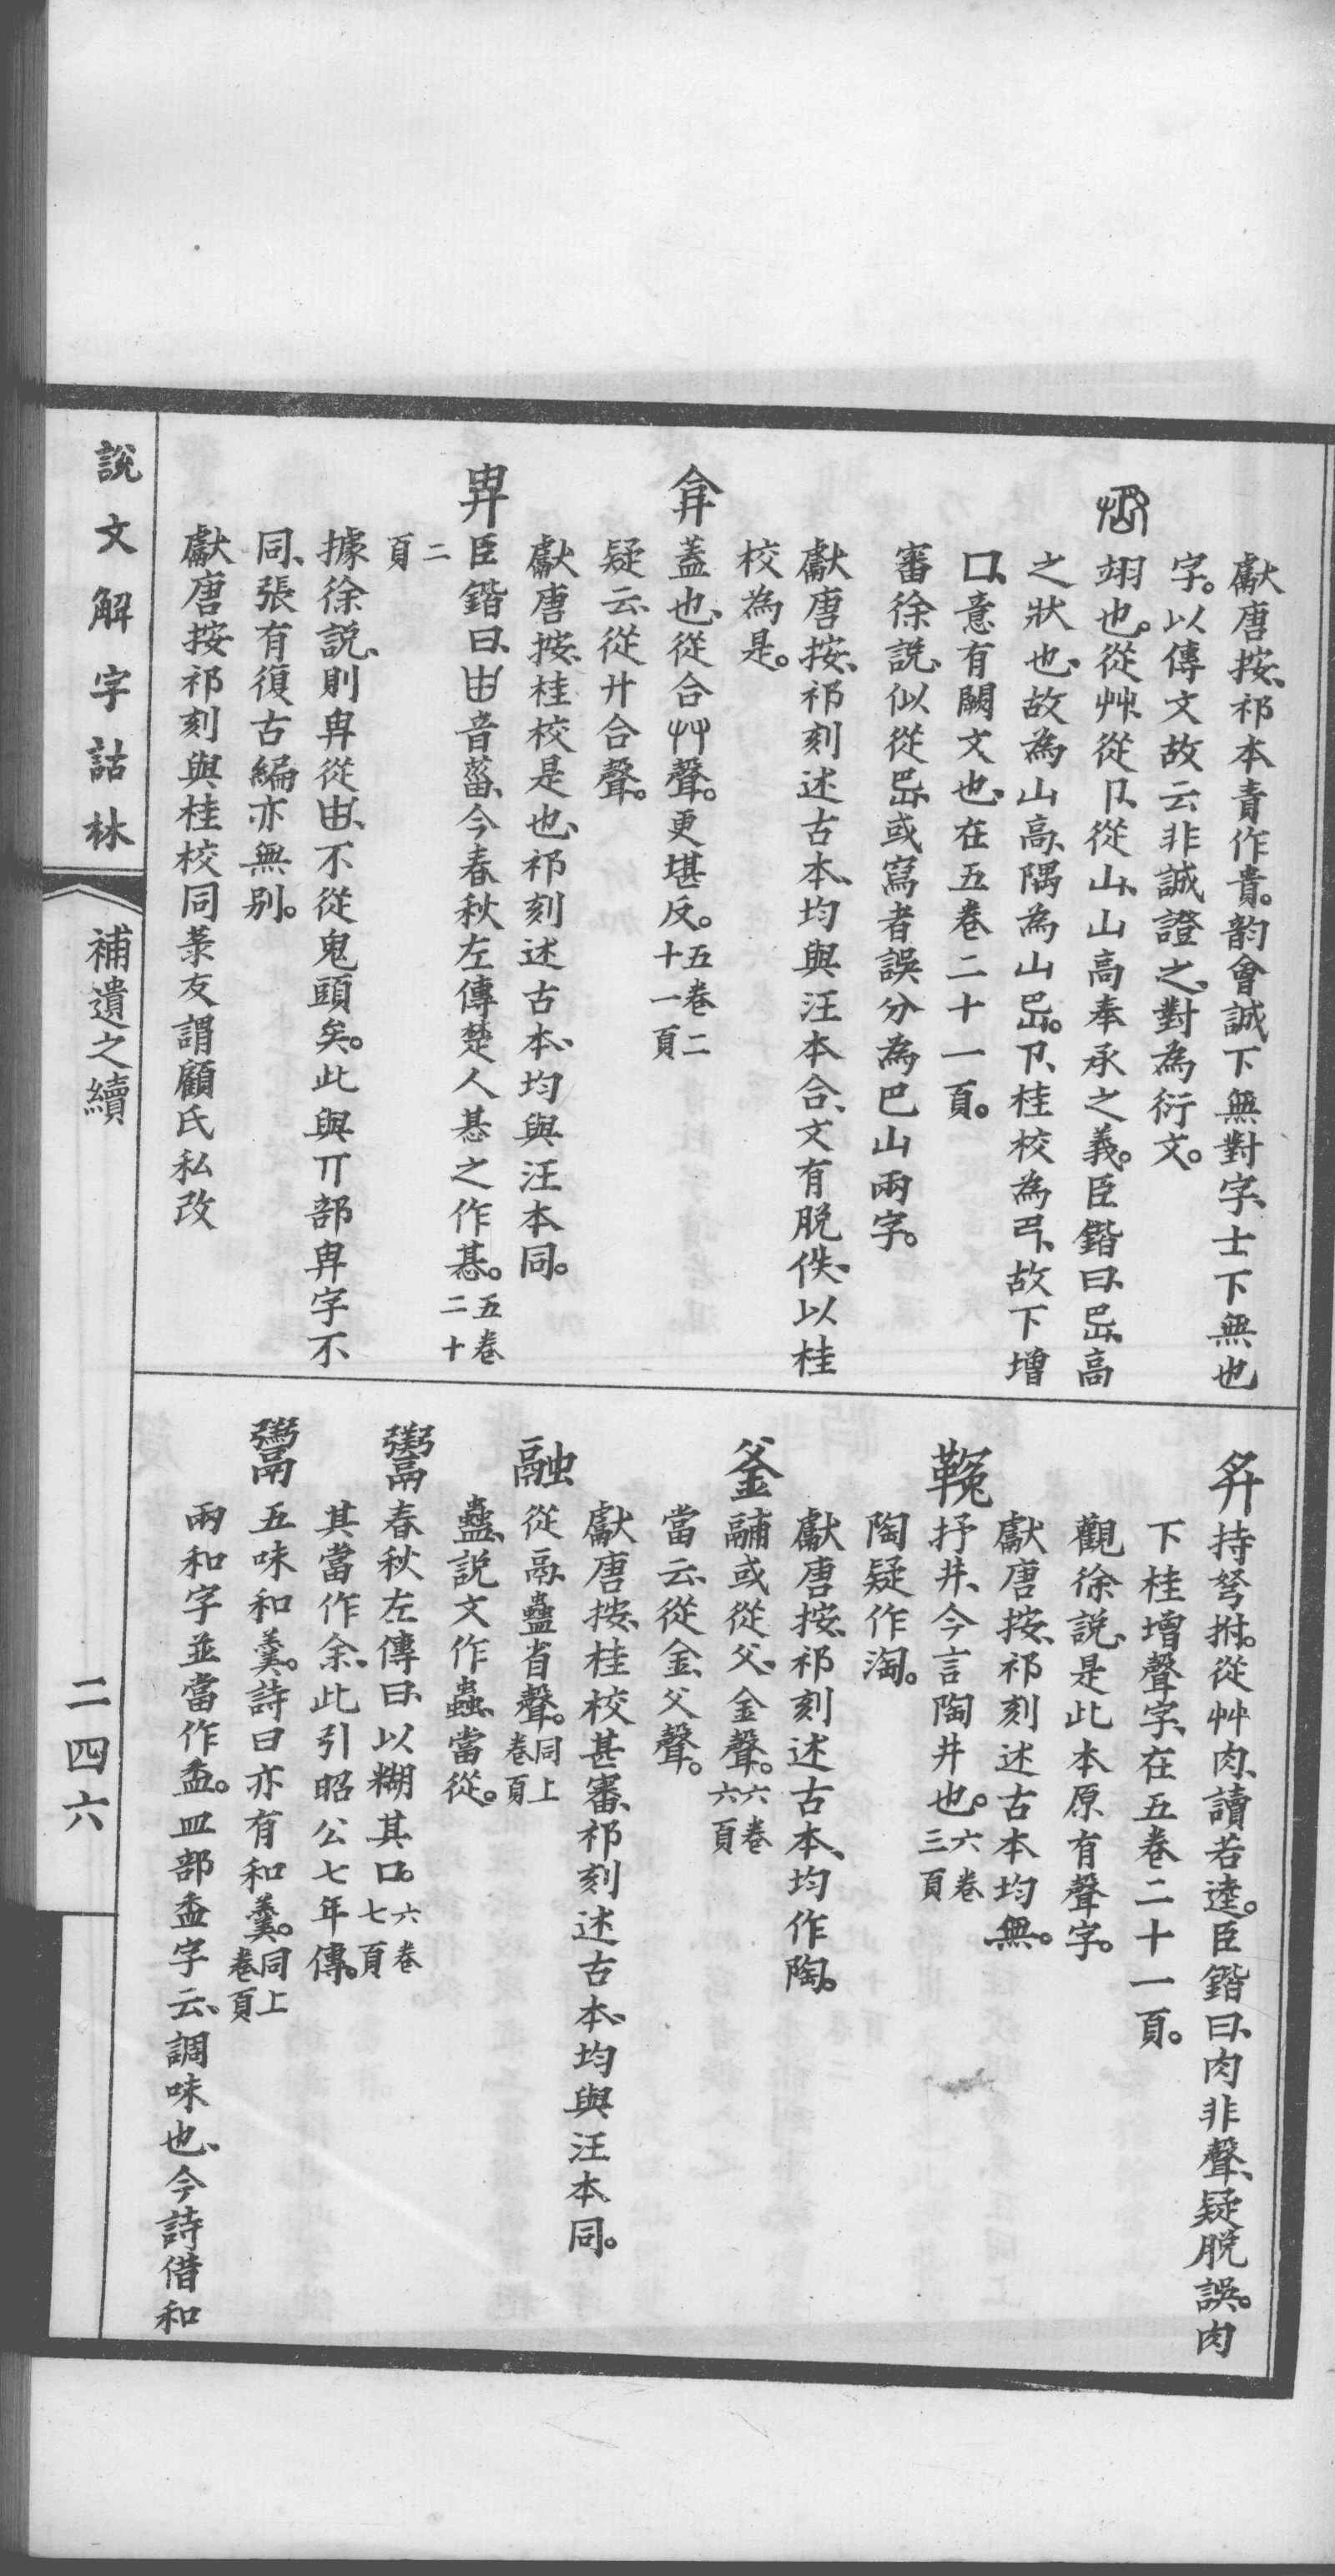 獻唐按、祁本青作責。韵會誠下無對字、士下無也
字。以傳文故云非誠證之。對為衍文。
翊也。從艸、從卪、從山、山高奉承之義。臣鍇曰、𡵆、高
之狀也、故為山高、隅為山𡵆。卪、桂校為弓、故下增
口、意有闕文也、在五卷二十一頁。
審徐說、似從𡵆、或寫者誤分為巴山兩字。
獻唐按、祁刻述古本、均與汪本合、文有脫佚、以桂
校為是。
弇蓋也、從合艸聲。更堪反。五卷二十一頁
疑云、從廾合聲。
獻唐按、桂校是也、祁刻述古本、均與汪本同。
畁臣鍇曰、甶音菑、今春秋左傳楚人惎之作惎。五卷二十
二頁
據徐說、則畁從甶、不從鬼頭矣。此與丌部畁字不
同、張有復古編亦無別。
獻唐按祁刻與桂校同菉友謂顧氏私改
持弩拊。從艸肉、讀若逵。臣鍇曰、肉非聲、疑脫誤。肉
下桂增聲字、在五卷二十一頁。
觀徐說、是此本原有聲字。
獻唐按、祁刻述古本均無。
鞔抒井、今言陶井也。六卷三頁
陶疑作淘。
獻唐按、祁刻述古本、均作陶。
釜䵻或從父、金聲。六卷六頁
當云、從金、父聲。
獻唐按、桂校甚審、祁刻述古本、均與汪本同。
融從鬲、蠱省聲。同上卷頁
蠱、說文作蟲、當從。
鬻春秋左傳曰、以糊其口。六卷七頁
其當作余、此引昭公七年傳。
五味和羹。詩曰亦有和羹。同上卷頁
兩和字並當作盉。皿部盉字云、調味也、今詩借和
說文解字詁林
補遺之續
二四六